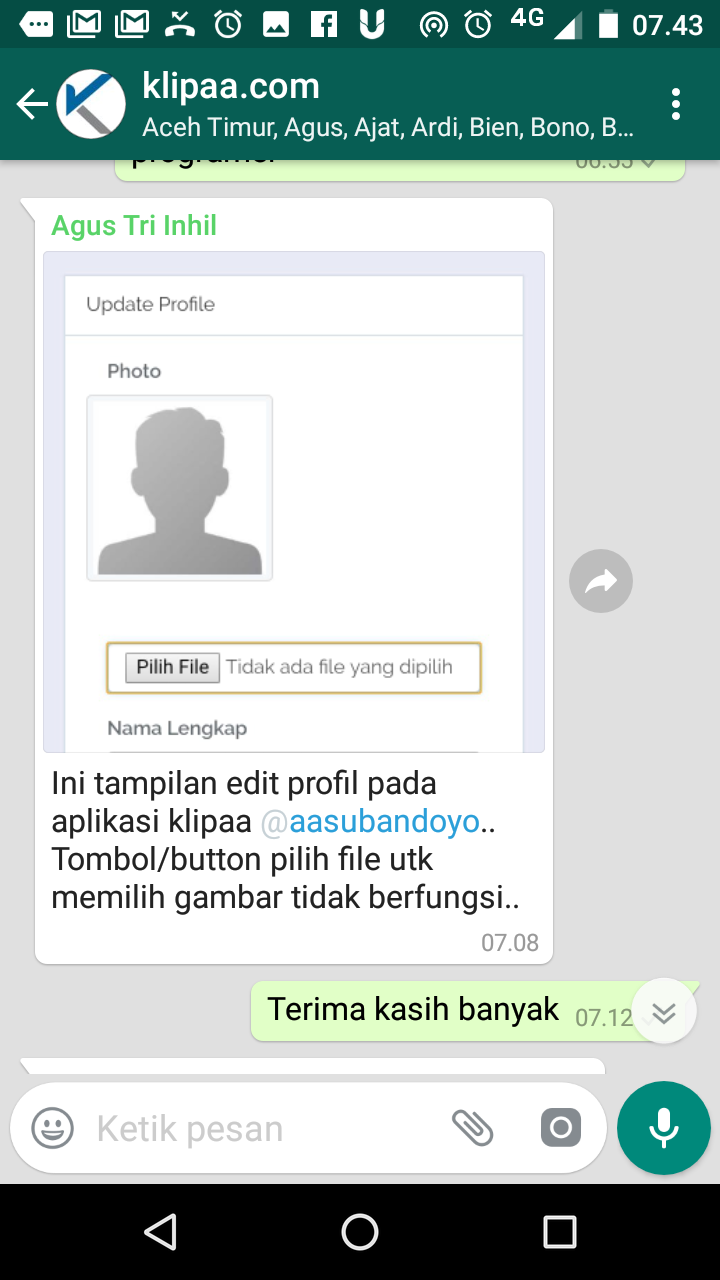 4G
07.43
klipaa.com
Aceh Timur, Agus, Ajat, Ardi, Bien, Bono, B...
06.55
Agus Tri Inhil
Update Profile
Photo
Pilih File Tidak ada file yang dipilih
Nama Lengkap
Ini tampilan edit profil pada
aplikasi klipaa @aasubandoyo..
Tombol/button pilih file utk
memilih gambar tidak berfungsi..
07.08
Terima kasih banyak 07.12
Ketik pesan